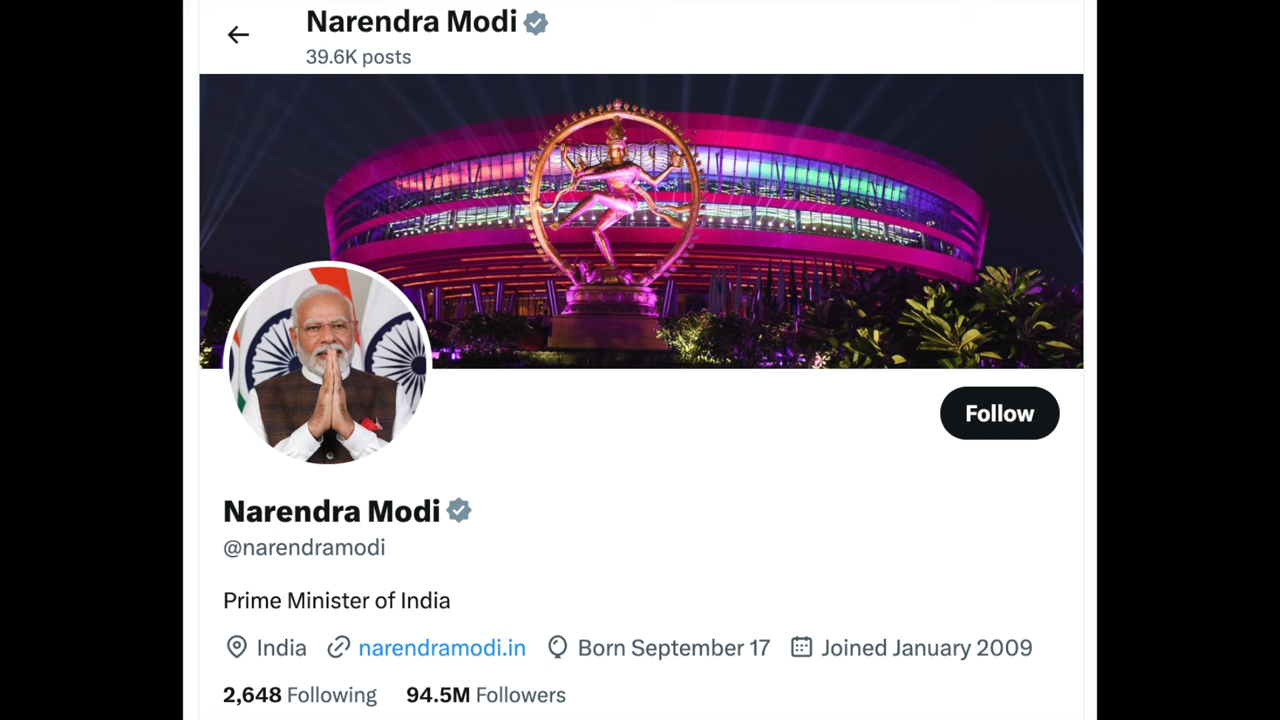 Narendra Modi
39.6K posts
Follow
Narendra Modi
@narendramodi
Prime Minister of India
India narendramodi.in Born September 17 Joined January 2009
2,648 Following 94.5M Followers